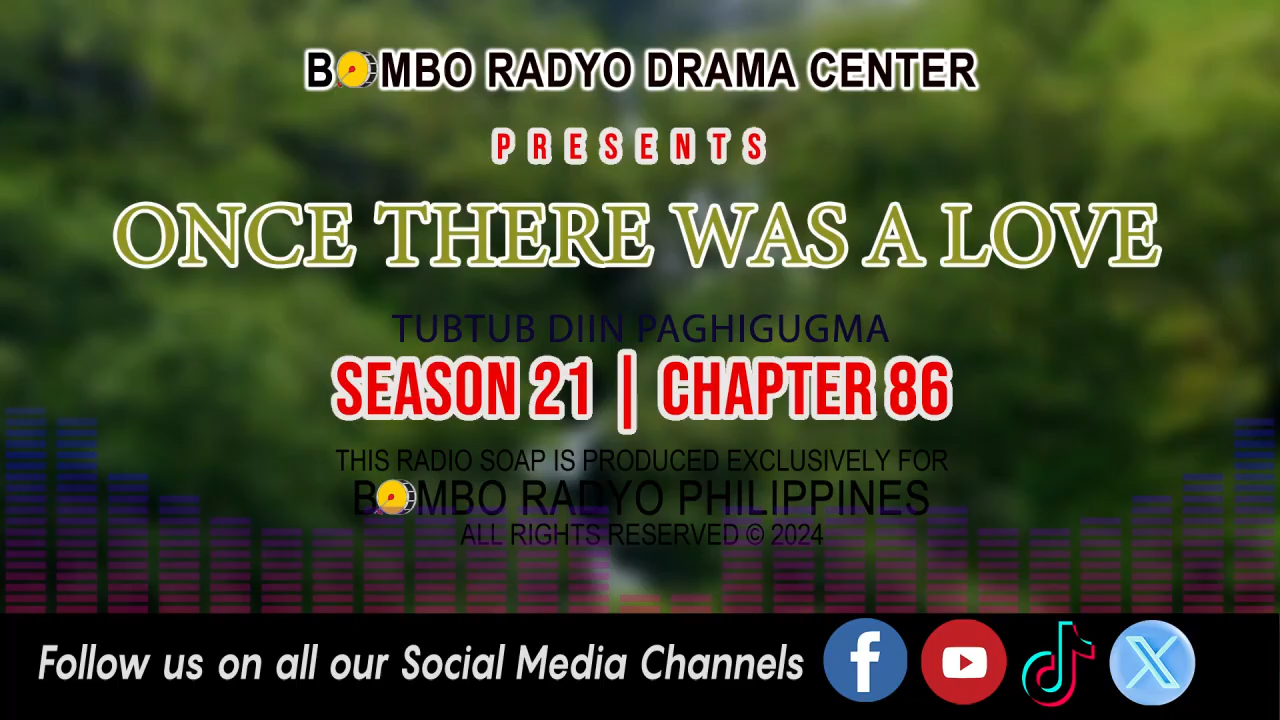 BOMBO RADYO DRAMA CENTER
PRESENTS
ONCE THERE WAS A LOVE
TUBTUB DIIN PAGHIGUGMA
SEASON 21 | CHAPTER 86
THIS RADIO SOAP IS PRODUCED EXCLUSIVELY FOR
BOMBO RADYO PHILIPPINES
ALL RIGHTS RESERVED © 2024
Follow us on all our Social Media Channels